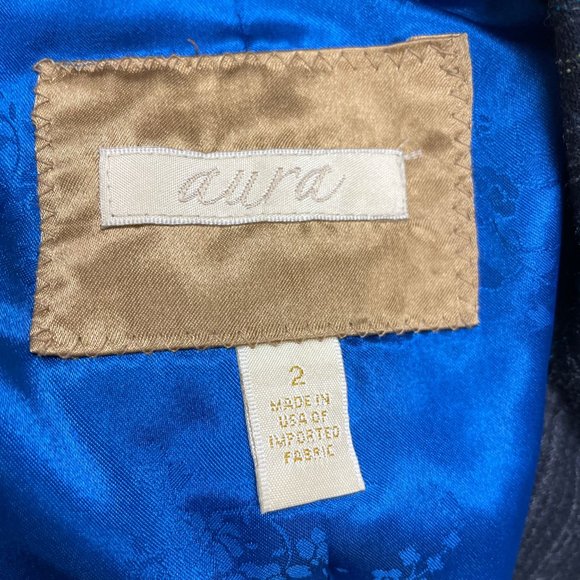 aura
2
MADE IN
USA OF
IMPORTED
FABRIC